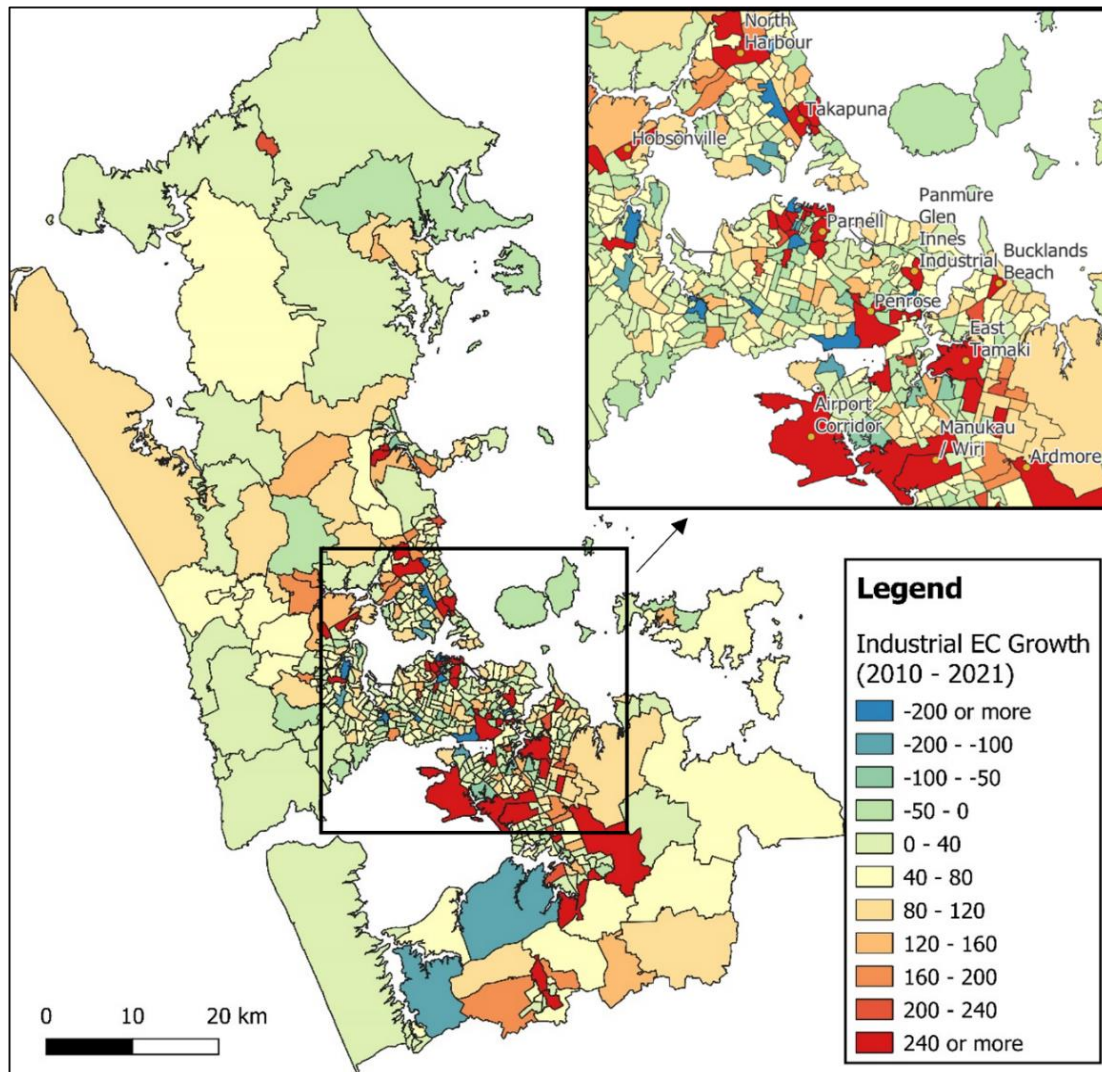 North
Harbour
Takapuna
Hobsonville
Panmure
Glen
Innes
Industrial
Parnell
Bucklands
Beach
Penrose
East
Tamaki
Airport
Corridor
Manukau
/ Wiri
Ardmore
Legend
Industrial EC Growth
(2010 - 2021)
-200 or more
-200 - -100
-100 - -50
-50 - 0
0 - 40
40 - 80
80 - 120
120 - 160
160 - 200
200 - 240
240 or more
0 10 20 km